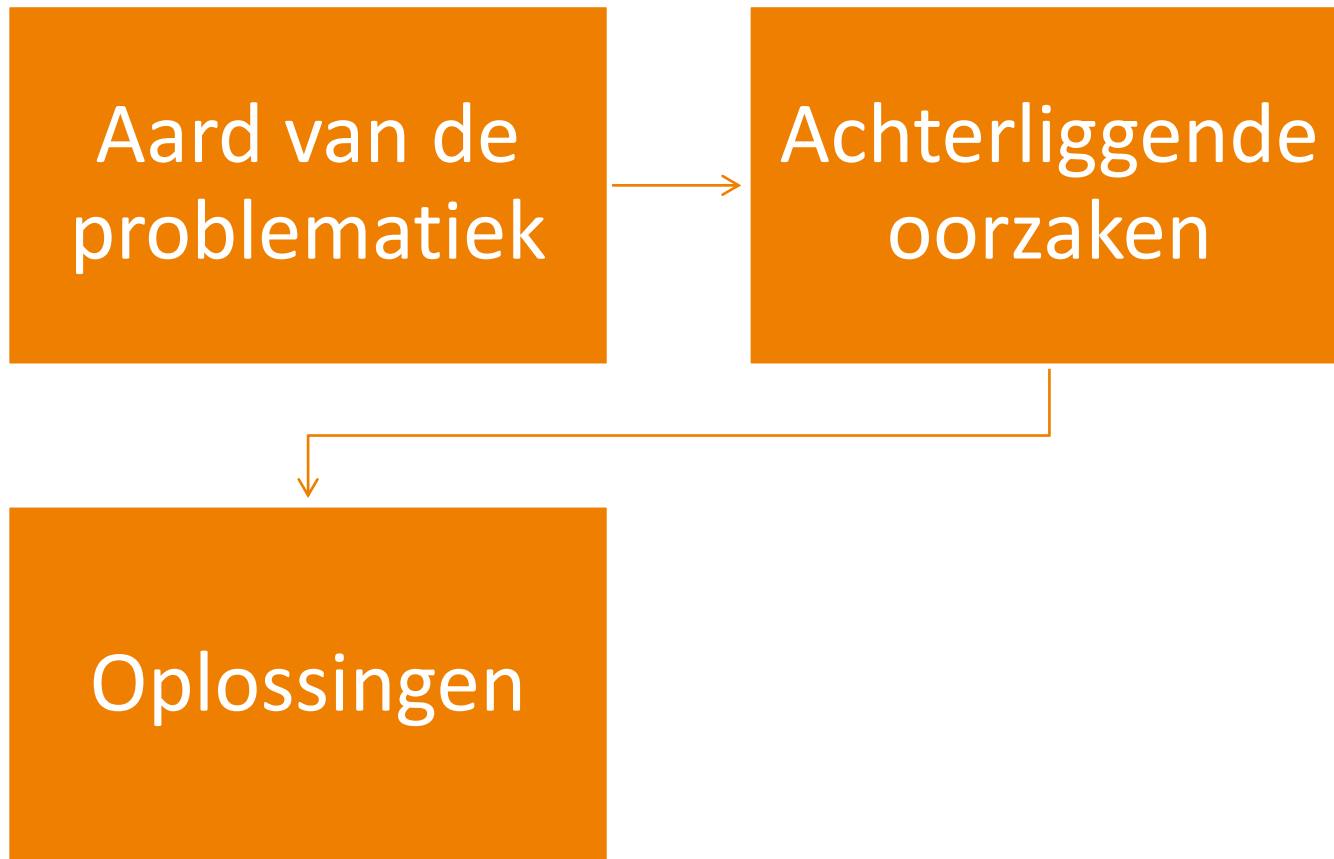 Aard van de
problematiek
Achterliggende
oorzaken
Oplossingen